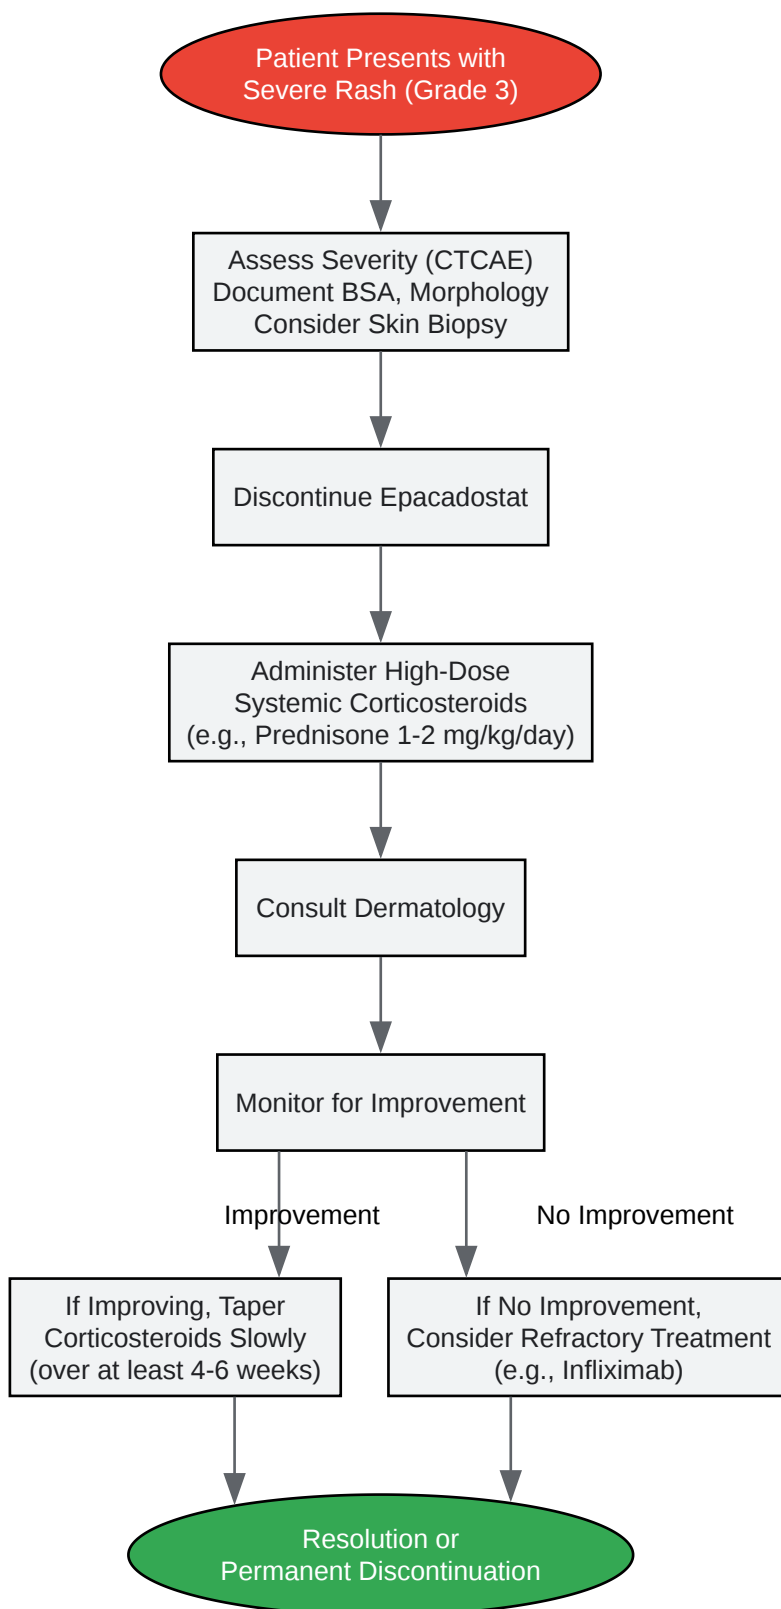 Patient Presents with
Severe Rash (Grade 3)
Assess Severity (CTCAE)
Document BSA, Morphology
Consider Skin Biopsy
Discontinue Epacadostat
Administer High-Dose
Systemic Corticosteroids
(e.g., Prednisone 1-2 mg/kg/day)
Consult Dermatology
Monitor for Improvement
Improvement
No Improvement
If Improving, Taper
Corticosteroids Slowly
(over at least 4-6 weeks)
If No Improvement,
Consider Refractory Treatment
(e.g., Infliximab)
Resolution or
Permanent Discontinuation